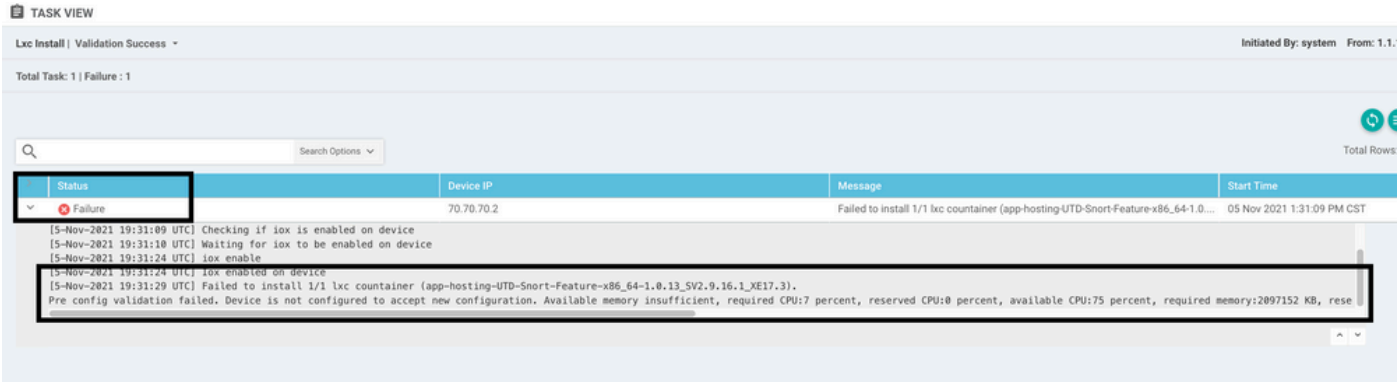 TASK VIEW
Lxc Install | Validation Success
Initiated By: system From: 1.1.
Total Task: 1 | Failure : 1
Search Options
Total Rows:
Status Device IP Message Start Time
Failure 70.70.70.2 Failed to install 1/1 lxc countainer (app-hosting-UTD-Snort-Feature-x86_64-1.0.... 05 Nov 2021 1:31:09 PM CST
[5-Nov-2021 19:31:09 UTC] Checking if iox is enabled on device
[5-Nov-2021 19:31:10 UTC] Waiting for iox to be enabled on device
[5-Nov-2021 19:31:24 UTC] iox enable
[5-Nov-2021 19:31:24 UTC] Iox enabled on device
[5-Nov-2021 19:31:29 UTC] Failed to install 1/1 lxc countainer (app-hosting-UTD-Snort-Feature-x86_64-1.0.13_SV2.9.16.1_XE17.3).
Pre config validation failed. Device is not configured to accept new configuration. Available memory insufficient, required CPU:7 percent, reserved CPU:0 percent, available CPU:75 percent, required memory:2097152 KB, rese